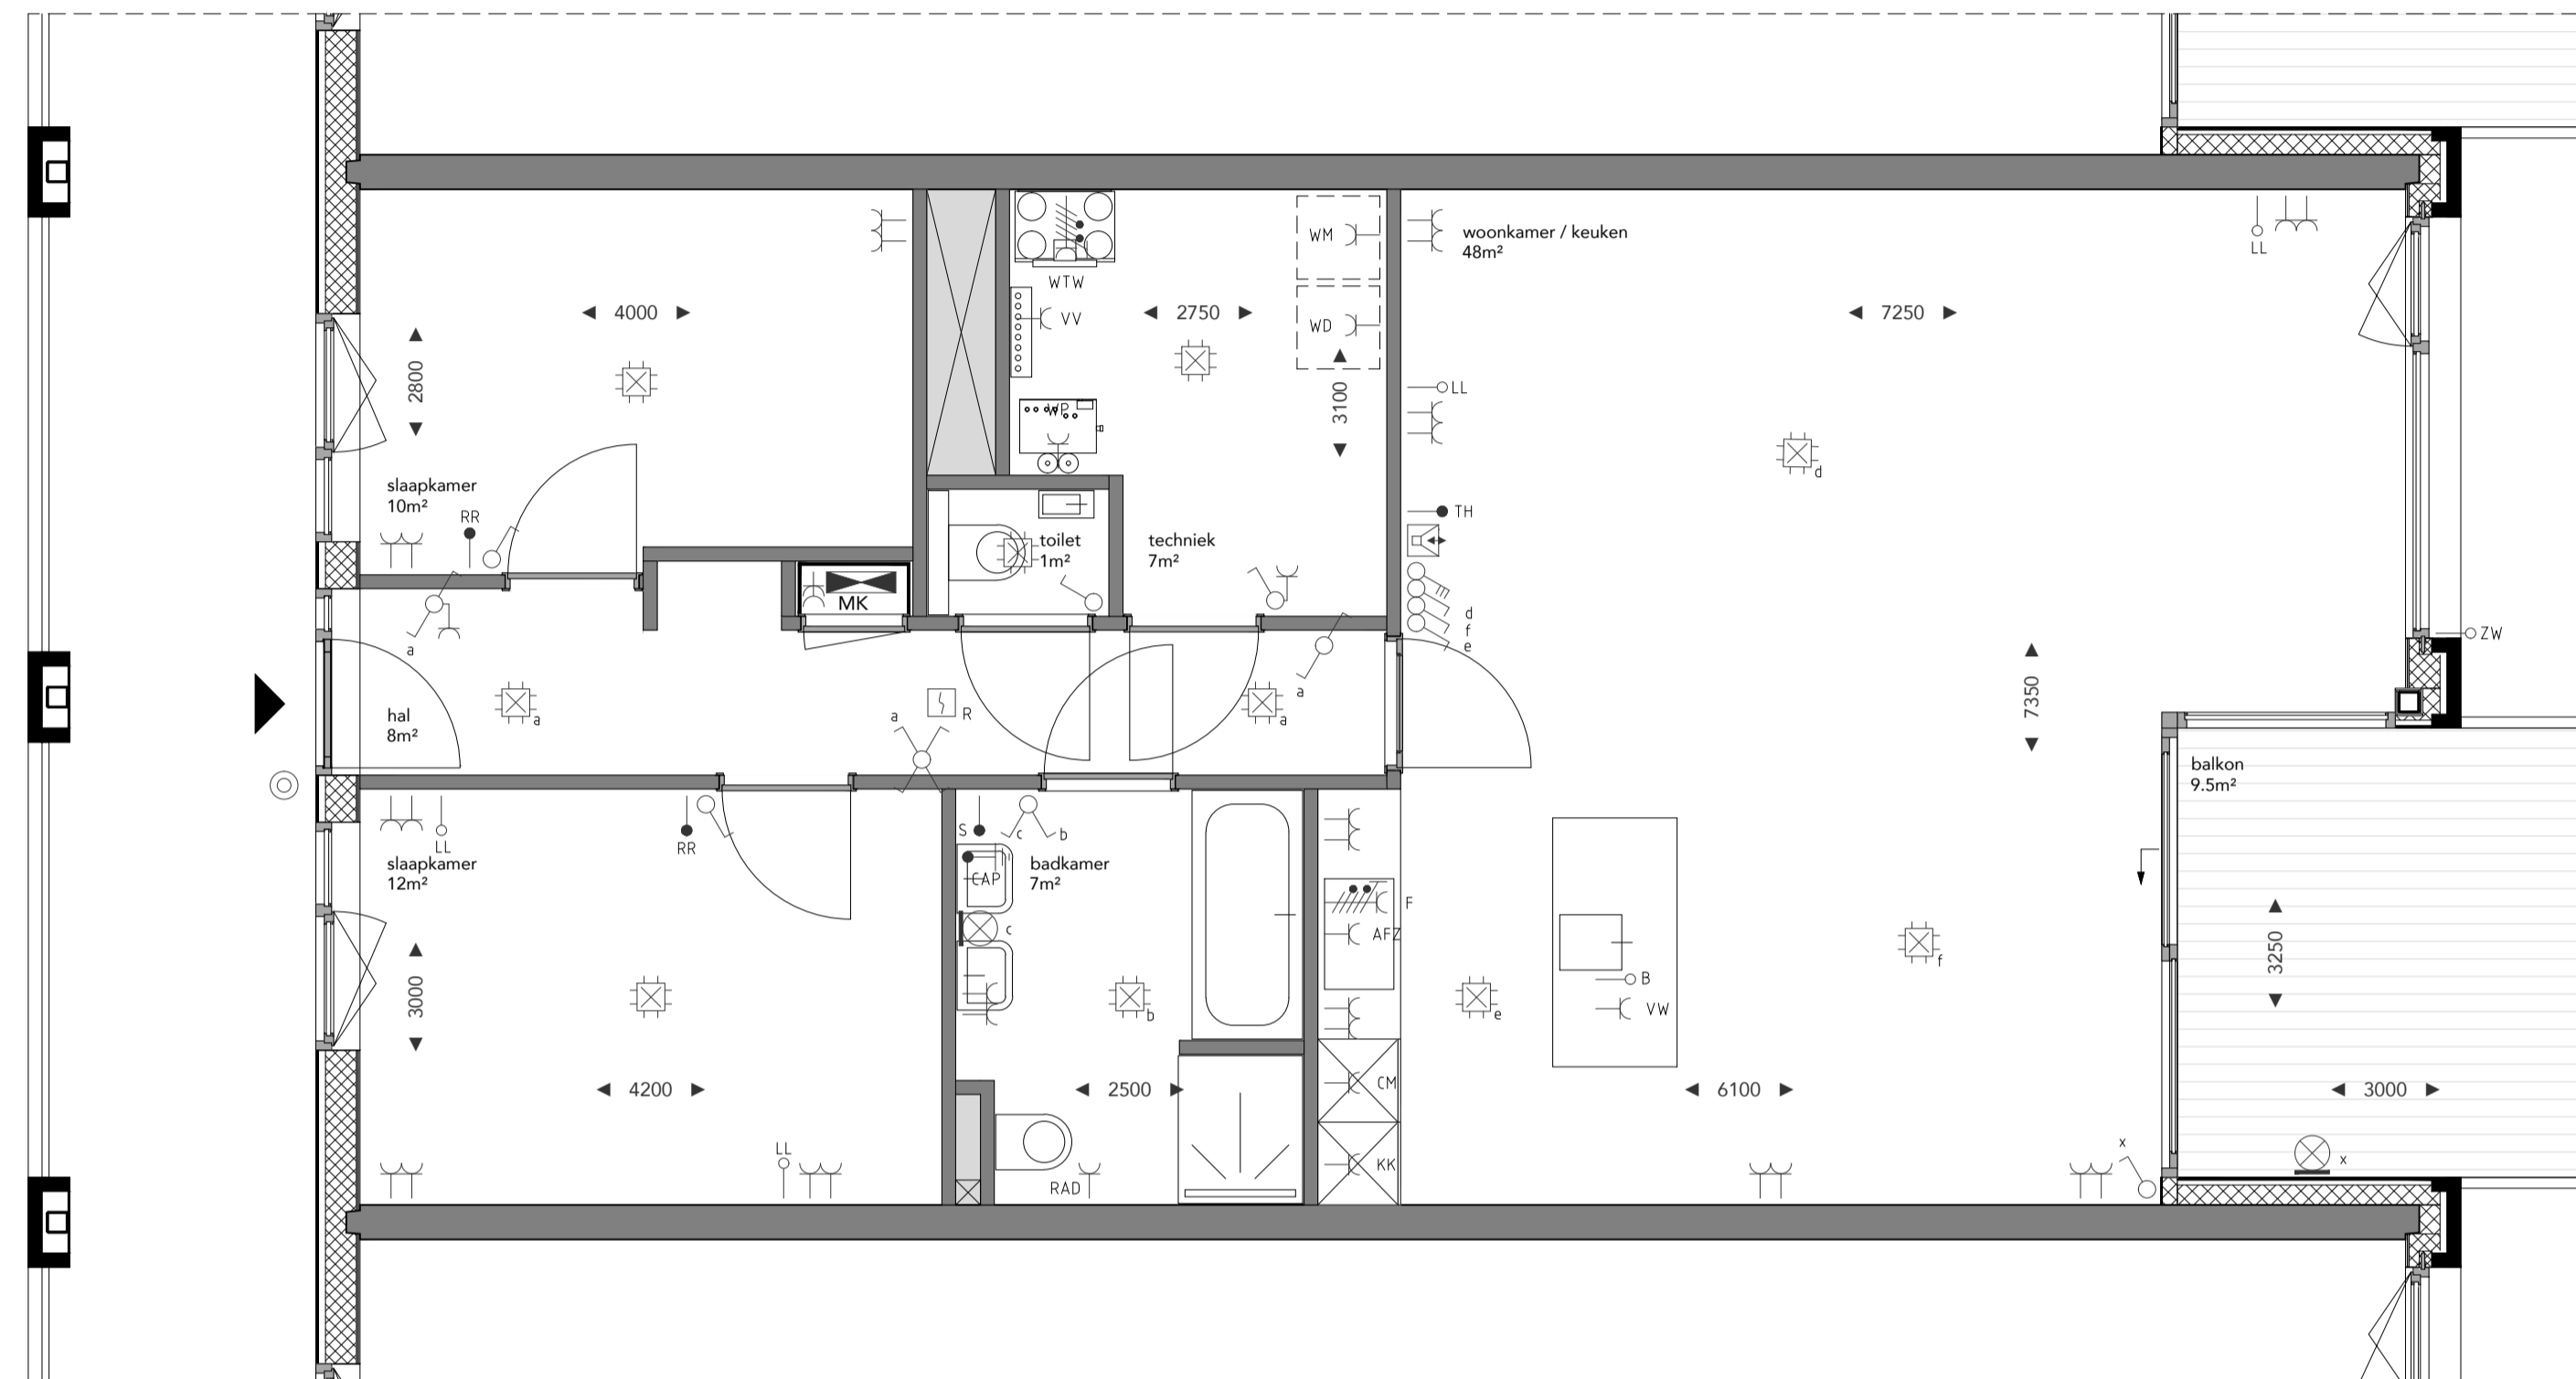 WM
woonkamer / keuken
48m²
LL
WTW
4000
VV
2750
WD
7250
2800
3100
LL
WP
d
slaapkamer
10m²
RR
TH
toilet
1m²
techniek
7m²
MK
d
f
e
ZW
a
a
hal
8m²
a
a
R
a
7350
balkon
9.5m²
LL
RR
S
c
b
slaapkamer
12m²
badkamer
7m²
CAP
F
c
AFZ
f
3250
3000
B
b
e
VW
4200
2500
CM
6100
3000
LL
x
x
KK
RAD